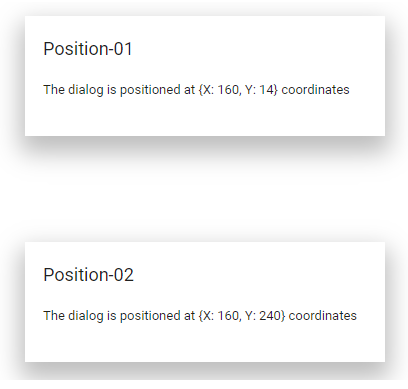 Position-01
The dialog is positioned at {X: 160, Y: 14} coordinates
Position-02
The dialog is positioned at {X: 160, Y: 240} coordinates